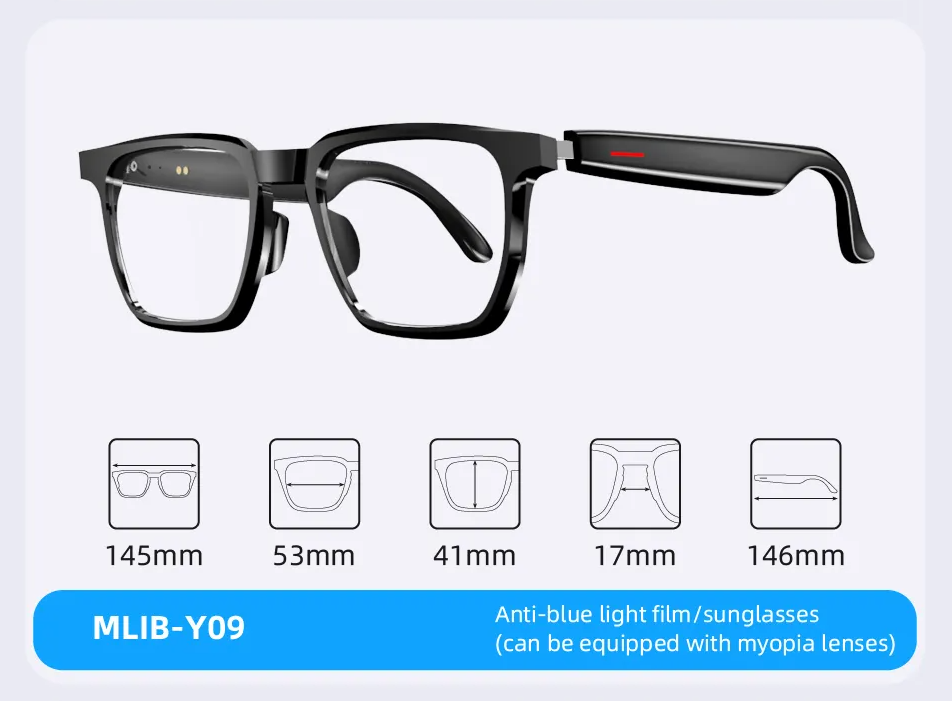 145mm
53mm
41mm
17mm
146mm
MLIB-Y09
Anti-blue light film/sunglasses
(can be equipped with myopia lenses)